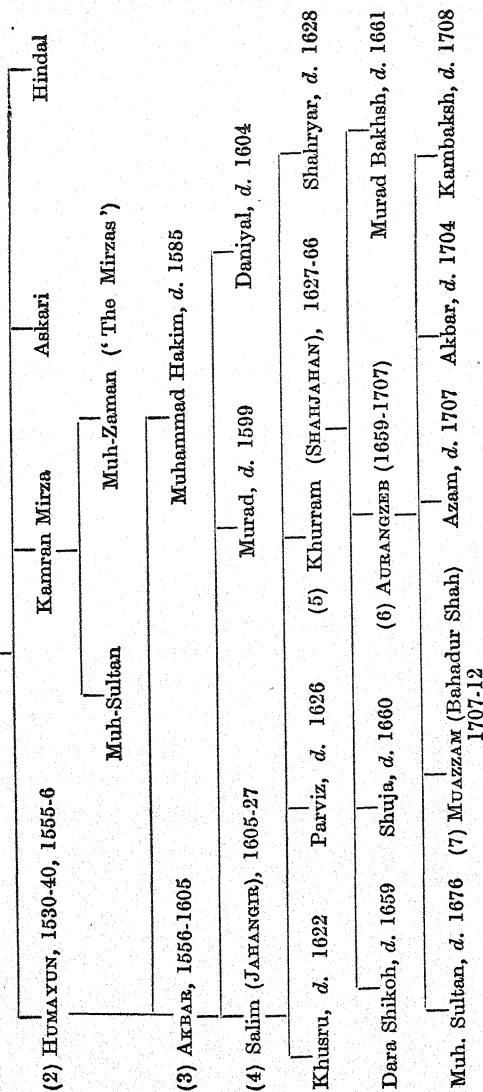 (2) HUMAYUN, 1530-40, 1555-6 Kamran Mirza Askari Hindal
Muh-Sultan Muh-Zaman (‘ The Mirzas ’)
(3) AKBAR, 1556-1605 Muhammad Hakim, d. 1585
(4) Salim (JAHANGIR), 1605-27 Murad, d. 1599 Daniyal, d. 1604
Khusru, d. 1622 Parviz, d. 1626 (5) Khurram (SHAHJAHAN), 1627-66 Shahryar, d. 1628
Dara Shikoh, d. 1659 Shuja, d. 1660 (6) AURANGZEB (1659-1707) Murad Bakhsh, d. 1661
Muh. Sultan, d. 1676 (7) MUAZZAM (Bahadur Shah) Azam, d. 1707 Akbar, d. 1704 Kambaksh, d. 1708
1707-12